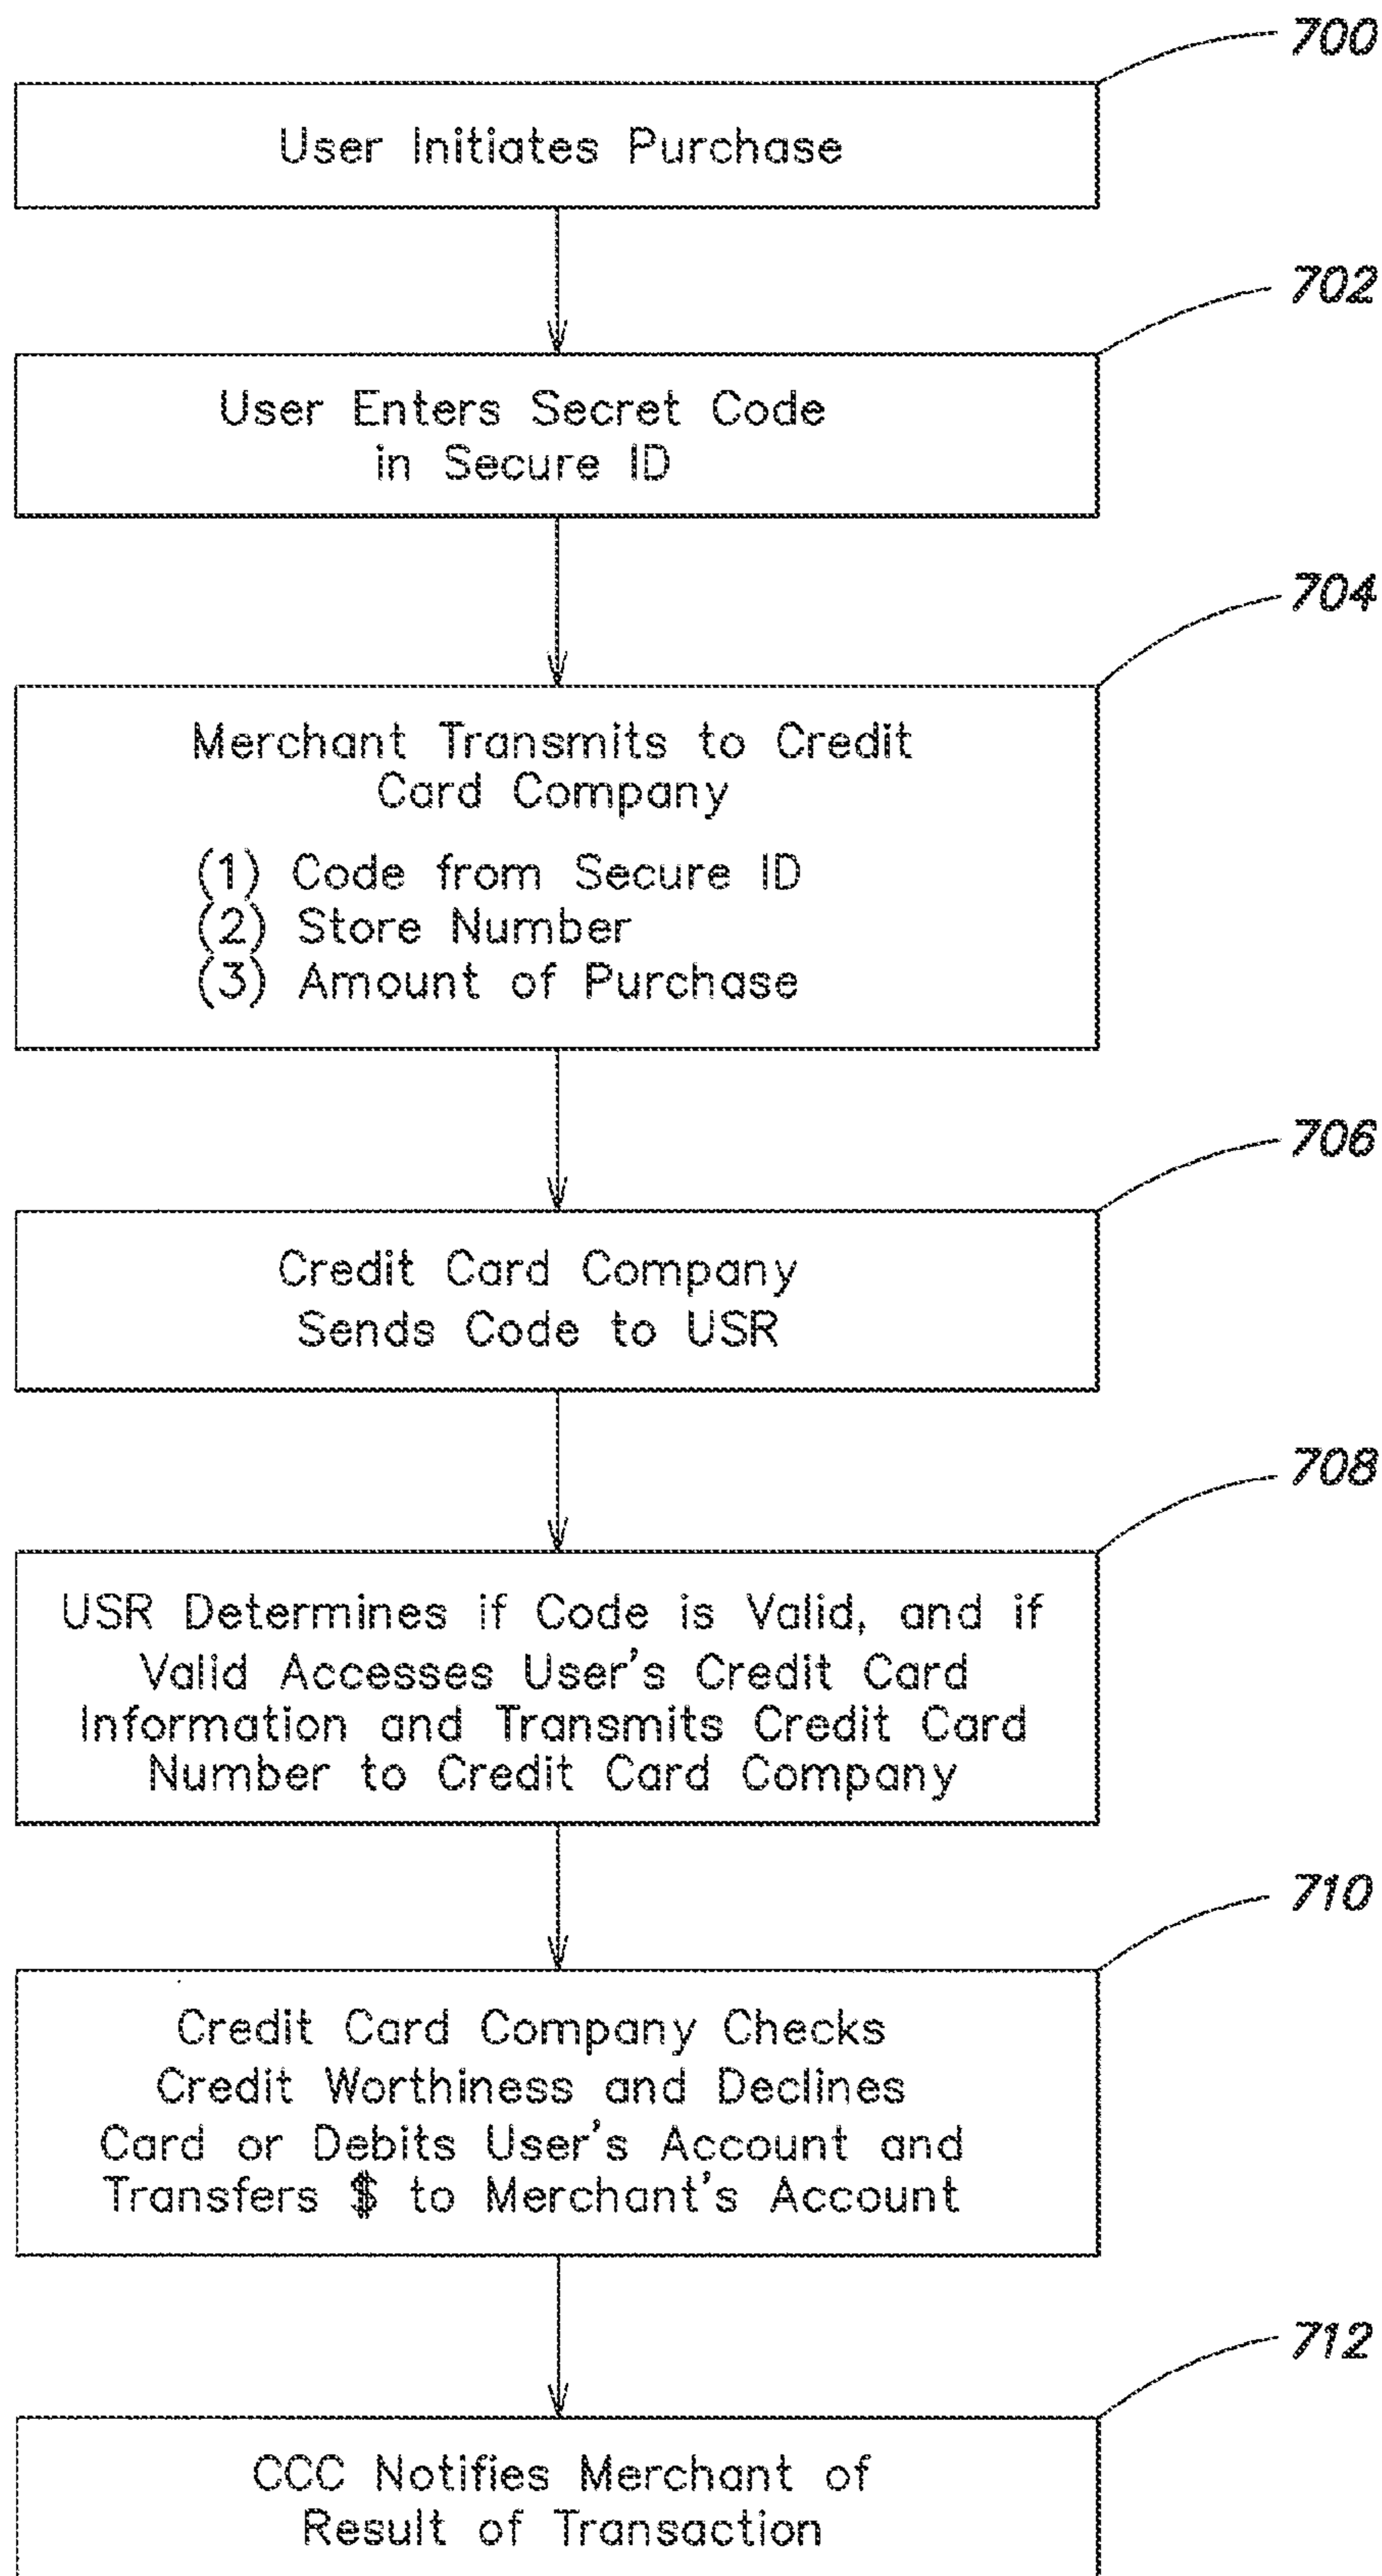 700
User Initiates Purchase
702
User Enters Secret Code
in Secure ID
704
Merchant Transmits to Credit
Card Company
(1) Code from Secure ID
(2) Store Number
(3) Amount of Purchase
706
Credit Card Company
Sends Code to USR
708
USR Determines if Code is Valid, and if
Valid Accesses User's Credit Card
Information and Transmits Credit Card
Number to Credit Card Company
710
Credit Card Company Checks
Credit Worthiness and Declines
Card or Debits User's Account and
Transfers $ to Merchant's Account
712
CCC Notifies Merchant of
Result of Transaction